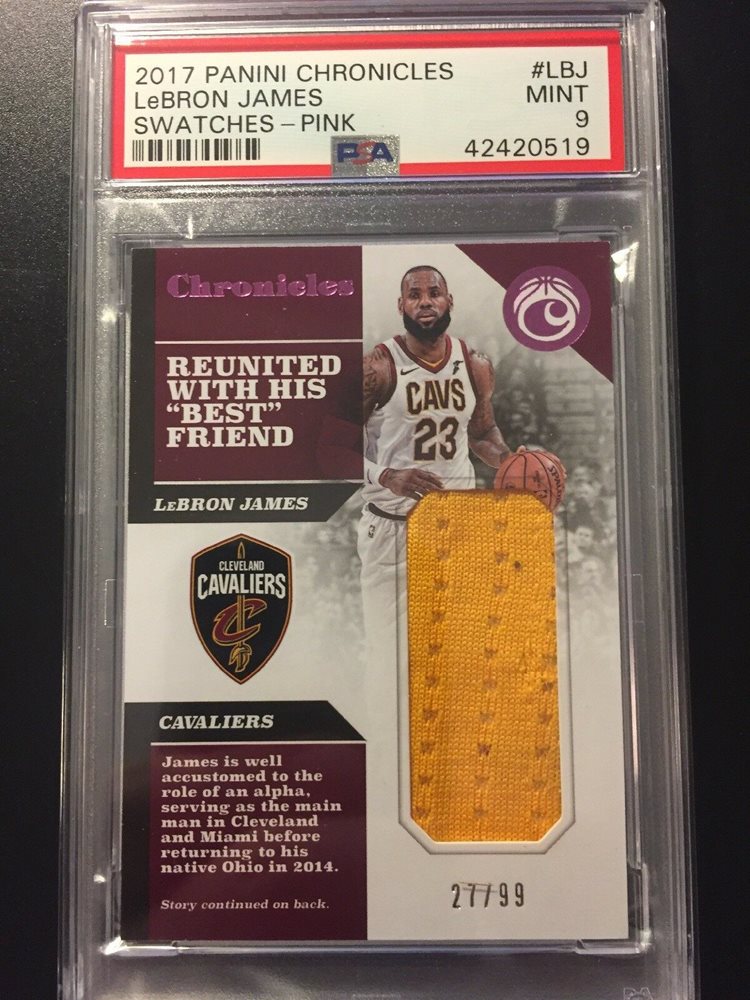 2017 PANINI CHRONICLES #LBJ
LeBRON JAMES MINT
SWATCHES - PINK 9
PSA 42420519
Chronicles
REUNITED
WITH HIS
"BEST"
FRIEND
CAVS
23
SPALDING
LEBRON JAMES
CLEVELAND
CAVALIERS
C
CAVALIERS
James is well
accustomed to the
role of an alpha,
serving as the main
man in Cleveland
and Miami before
returning to his
native Ohio in 2014.
Story continued on back.
27/99